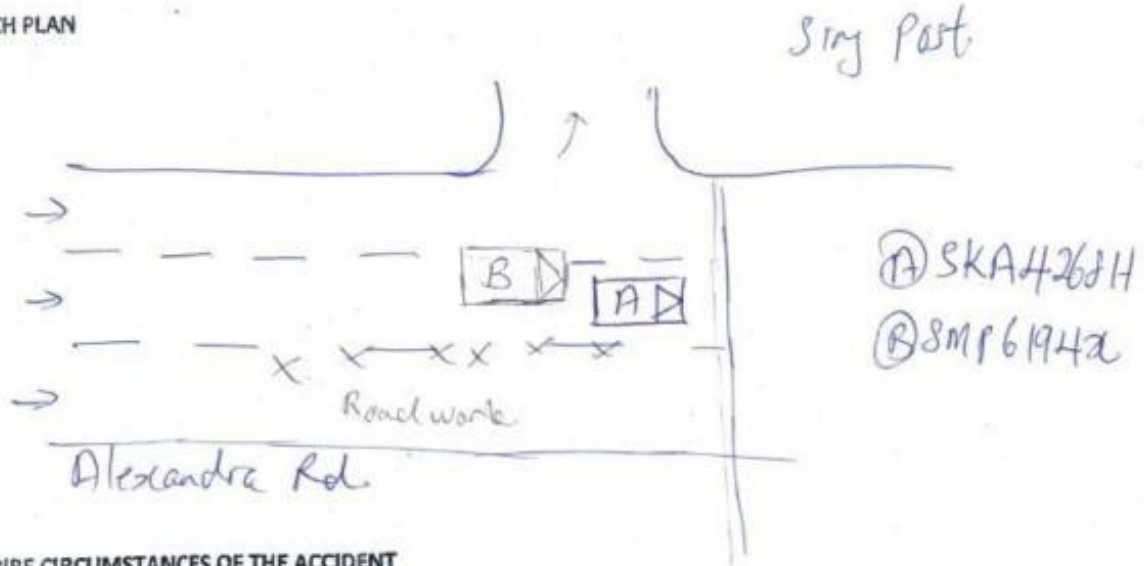 CH PLAN
Sing Post
B
A
Ⓐ SKA4268H
Ⓑ SMP6194X
Roadwork
Alexandra Rd.
RIBE CIRCUMSTANCES OF THE ACCIDENT